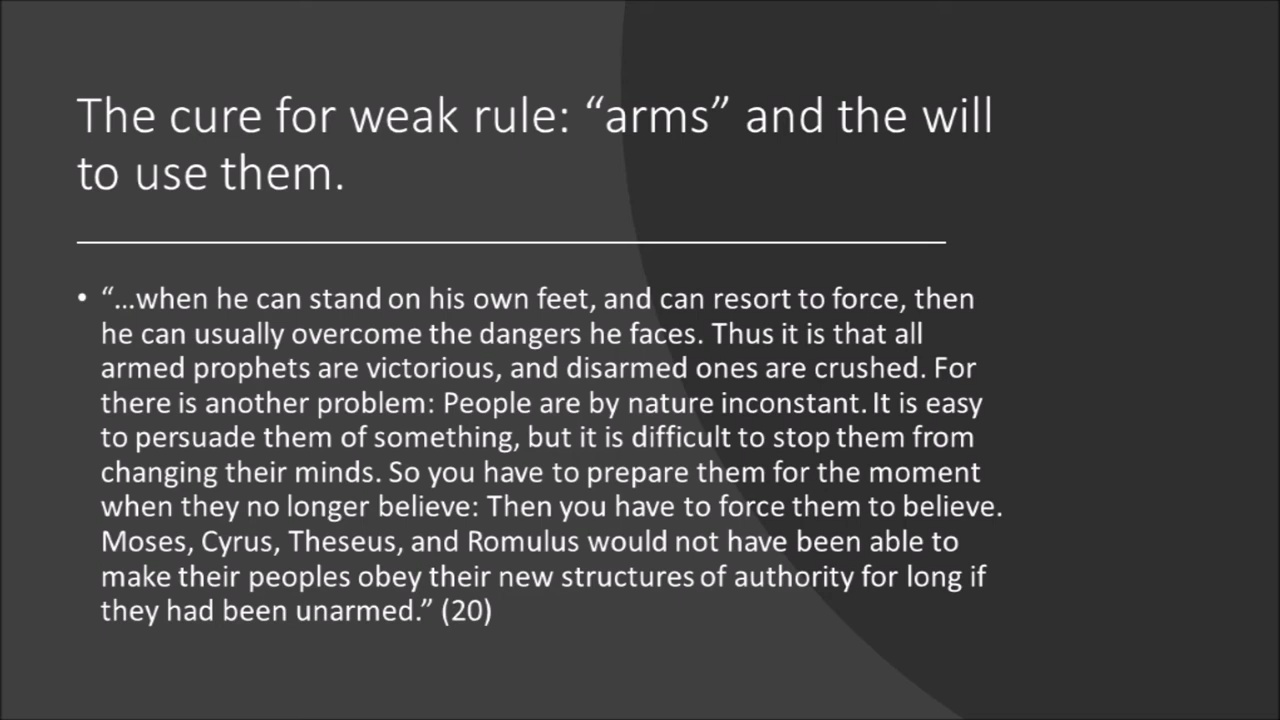 The cure for weak rule: “arms” and the will
to use them.
• “…when he can stand on his own feet, and can resort to force, then
he can usually overcome the dangers he faces. Thus it is that all
armed prophets are victorious, and disarmed ones are crushed. For
there is another problem: People are by nature inconstant. It is easy
to persuade them of something, but it is difficult to stop them from
changing their minds. So you have to prepare them for the moment
when they no longer believe: Then you have to force them to believe.
Moses, Cyrus, Theseus, and Romulus would not have been able to
make their peoples obey their new structures of authority for long if
they had been unarmed.” (20)